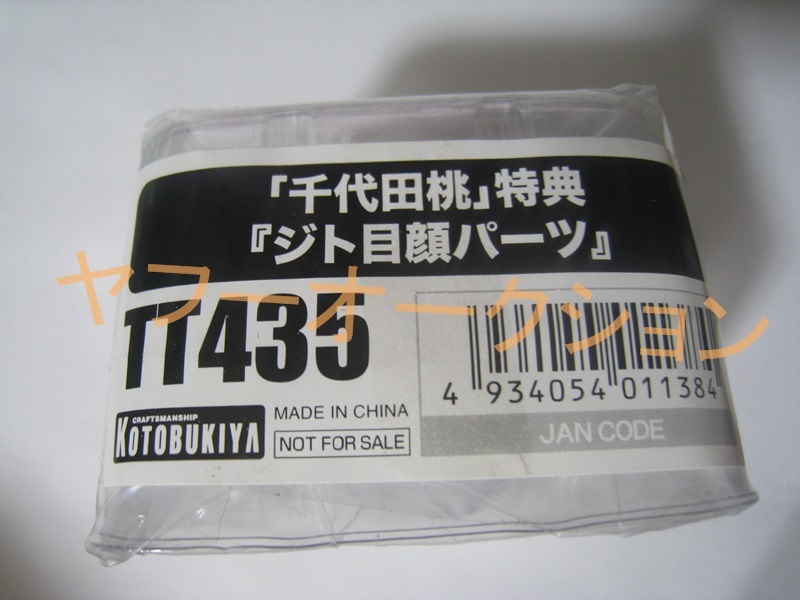 「千代田桃」特典
『ジト目顔パーツ』
ヤフーオークション
TT435
4 934054 011384
JAN CODE
CRAFTSMANSHIP
KOTOBUKIYA
MADE IN CHINA
NOT FOR SALE